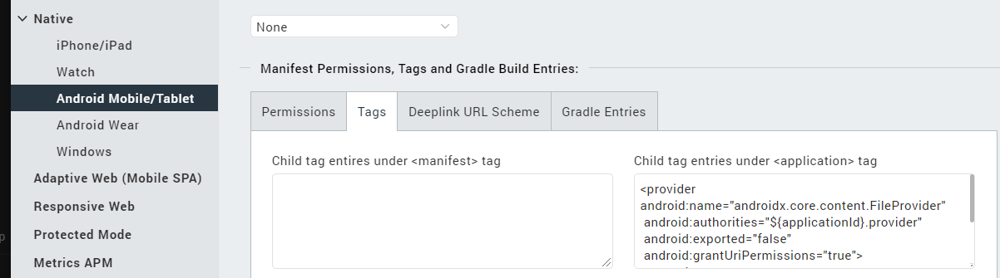 Native
iPhone/iPad
Watch
Android Mobile/Tablet
Android Wear
Windows
Adaptive Web (Mobile SPA)
Responsive Web
Protected Mode
Metrics APM
None
Manifest Permissions, Tags and Gradle Build Entries:
Permissions Tags Deeplink URL Scheme Gradle Entries
Child tag entires under <manifest> tag
Child tag entries under <application> tag
<provider
android:name="androidx.core.content.FileProvider"
android:authorities="${applicationId}.provider"
android:exported="false"
android:grantUriPermissions="true">